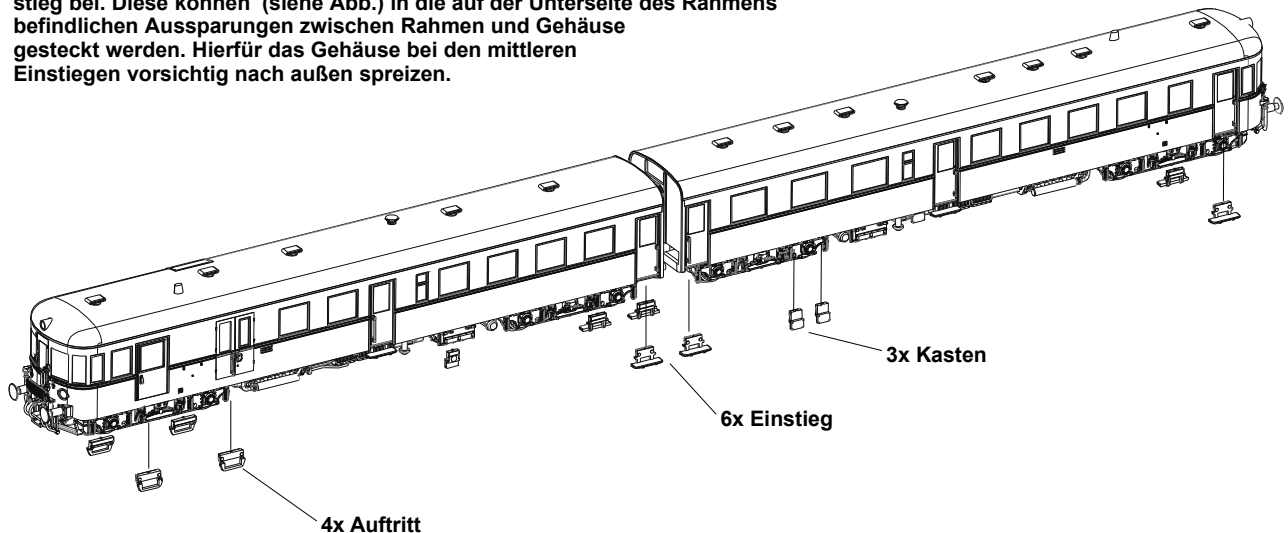 stieg bei. Diese können (siehe Abb.) in die auf der Unterseite des Rahmens
befindlichen Aussparungen zwischen Rahmen und Gehäuse
gesteckt werden. Hierfür das Gehäuse bei den mittleren
Einstiegen vorsichtig nach außen spreizen.
3x Kasten
6x Einstieg
4x Auftritt